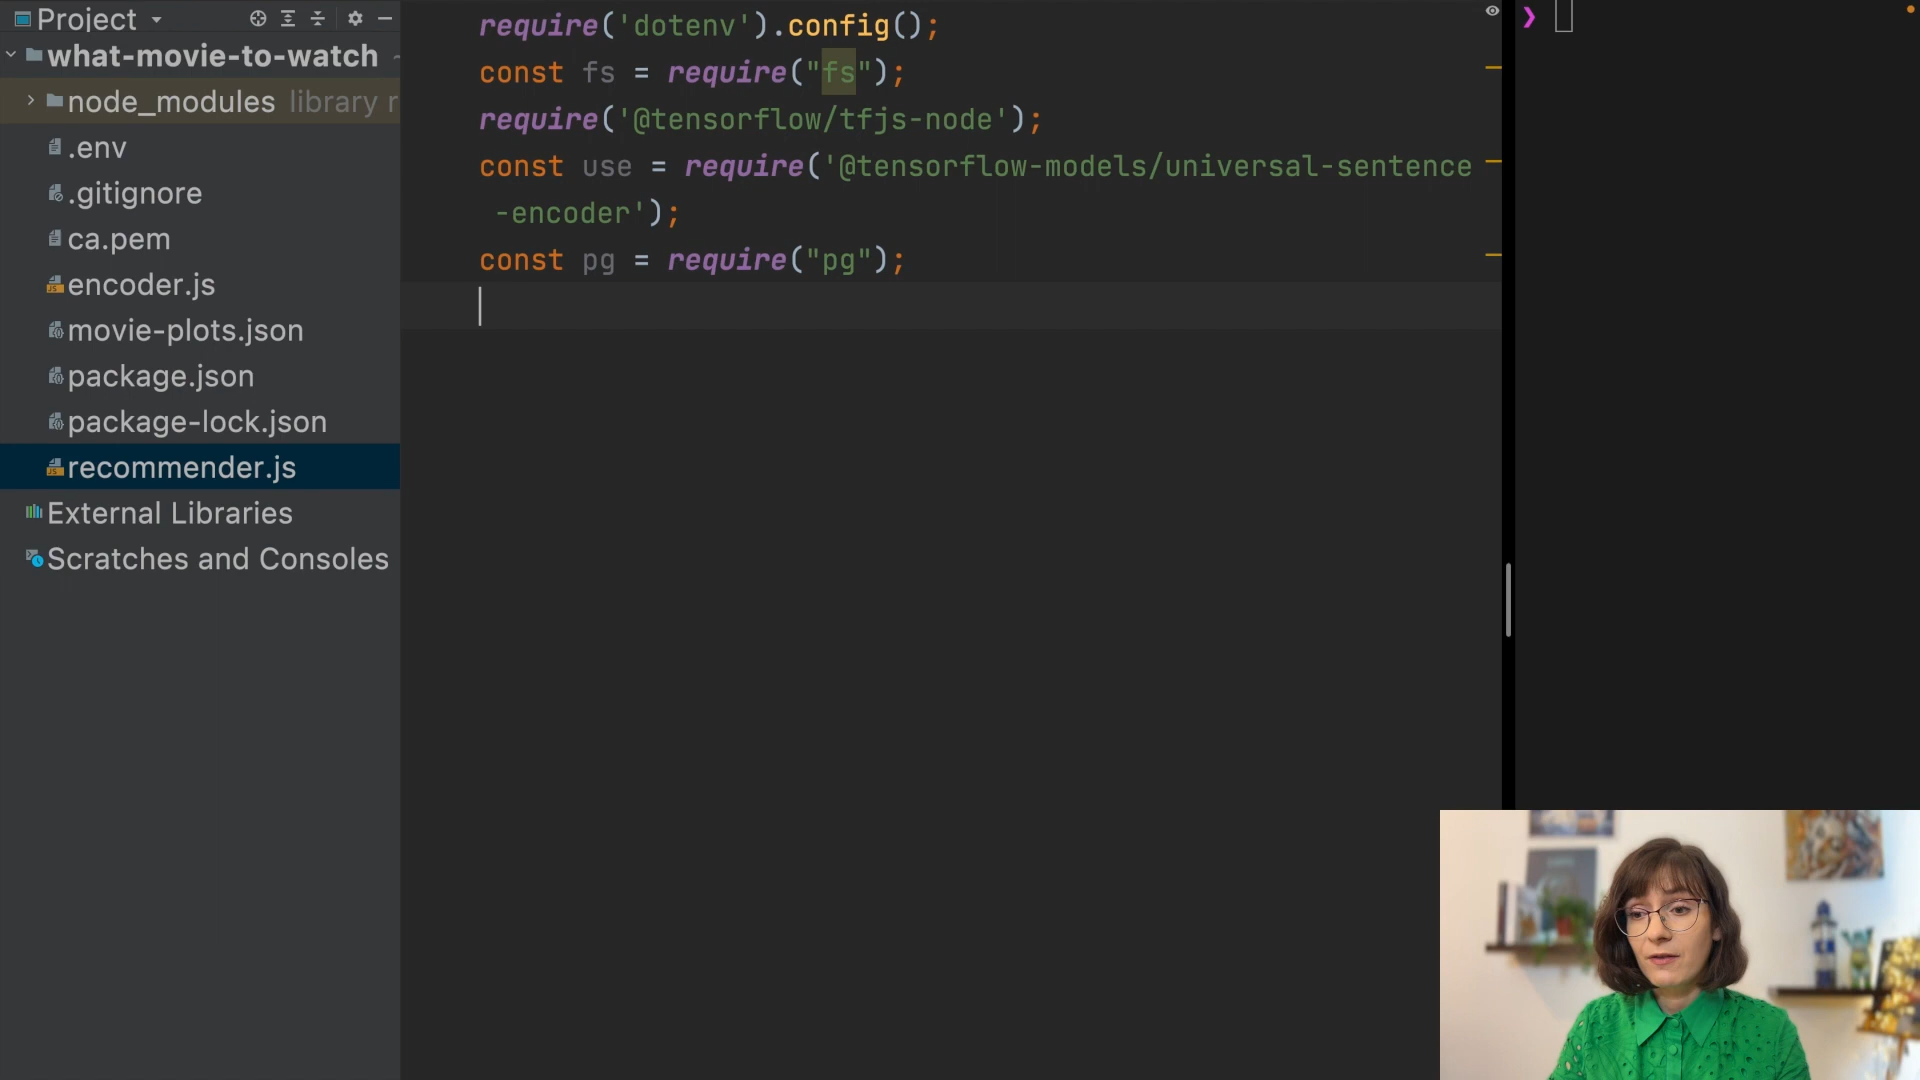 Project
what-movie-to-watch
node_modules library r
.env
.gitignore
ca.pem
encoder.js
movie-plots.json
package.json
package-lock.json
recommender.js
External Libraries
Scratches and Consoles
require('dotenv').config();
const fs = require("fs");
require('@tensorflow/tfjs-node');
const use = require('@tensorflow-models/universal-sentence
-encoder');
const pg = require("pg");
❯